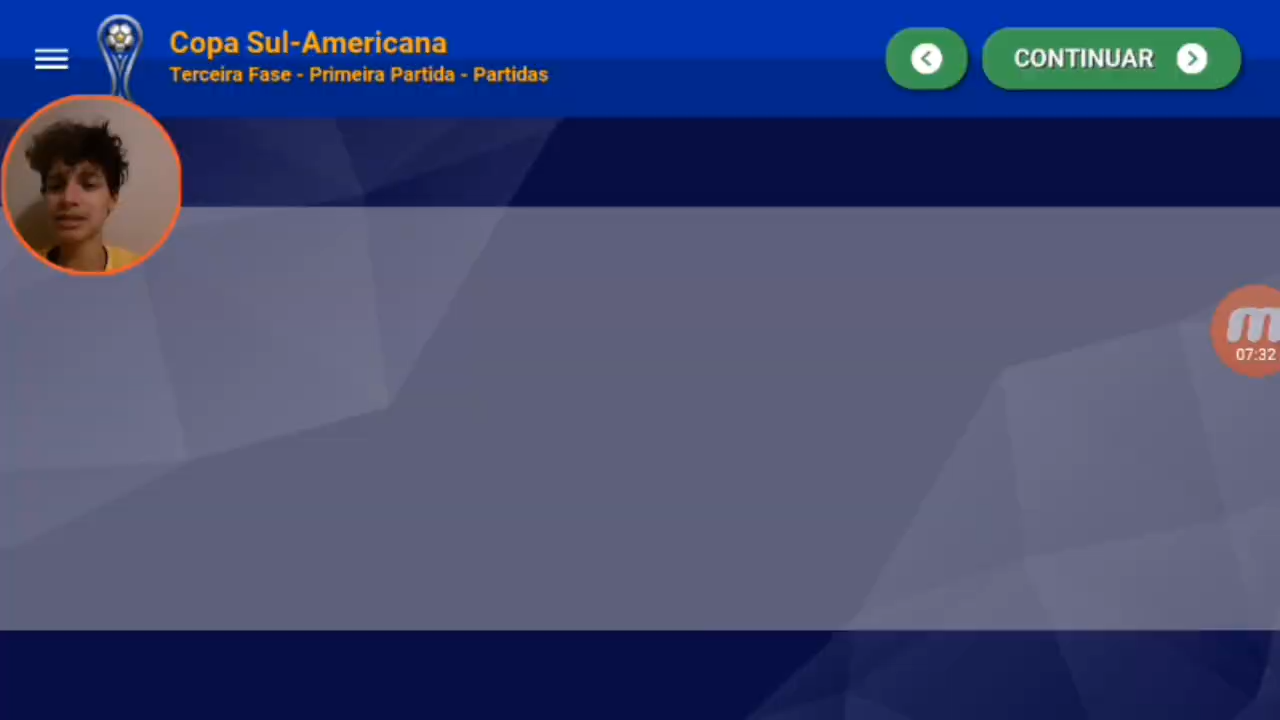 Copa Sul-Americana
Terceira Fase - Primeira Partida - Partidas
CONTINUAR
07:32